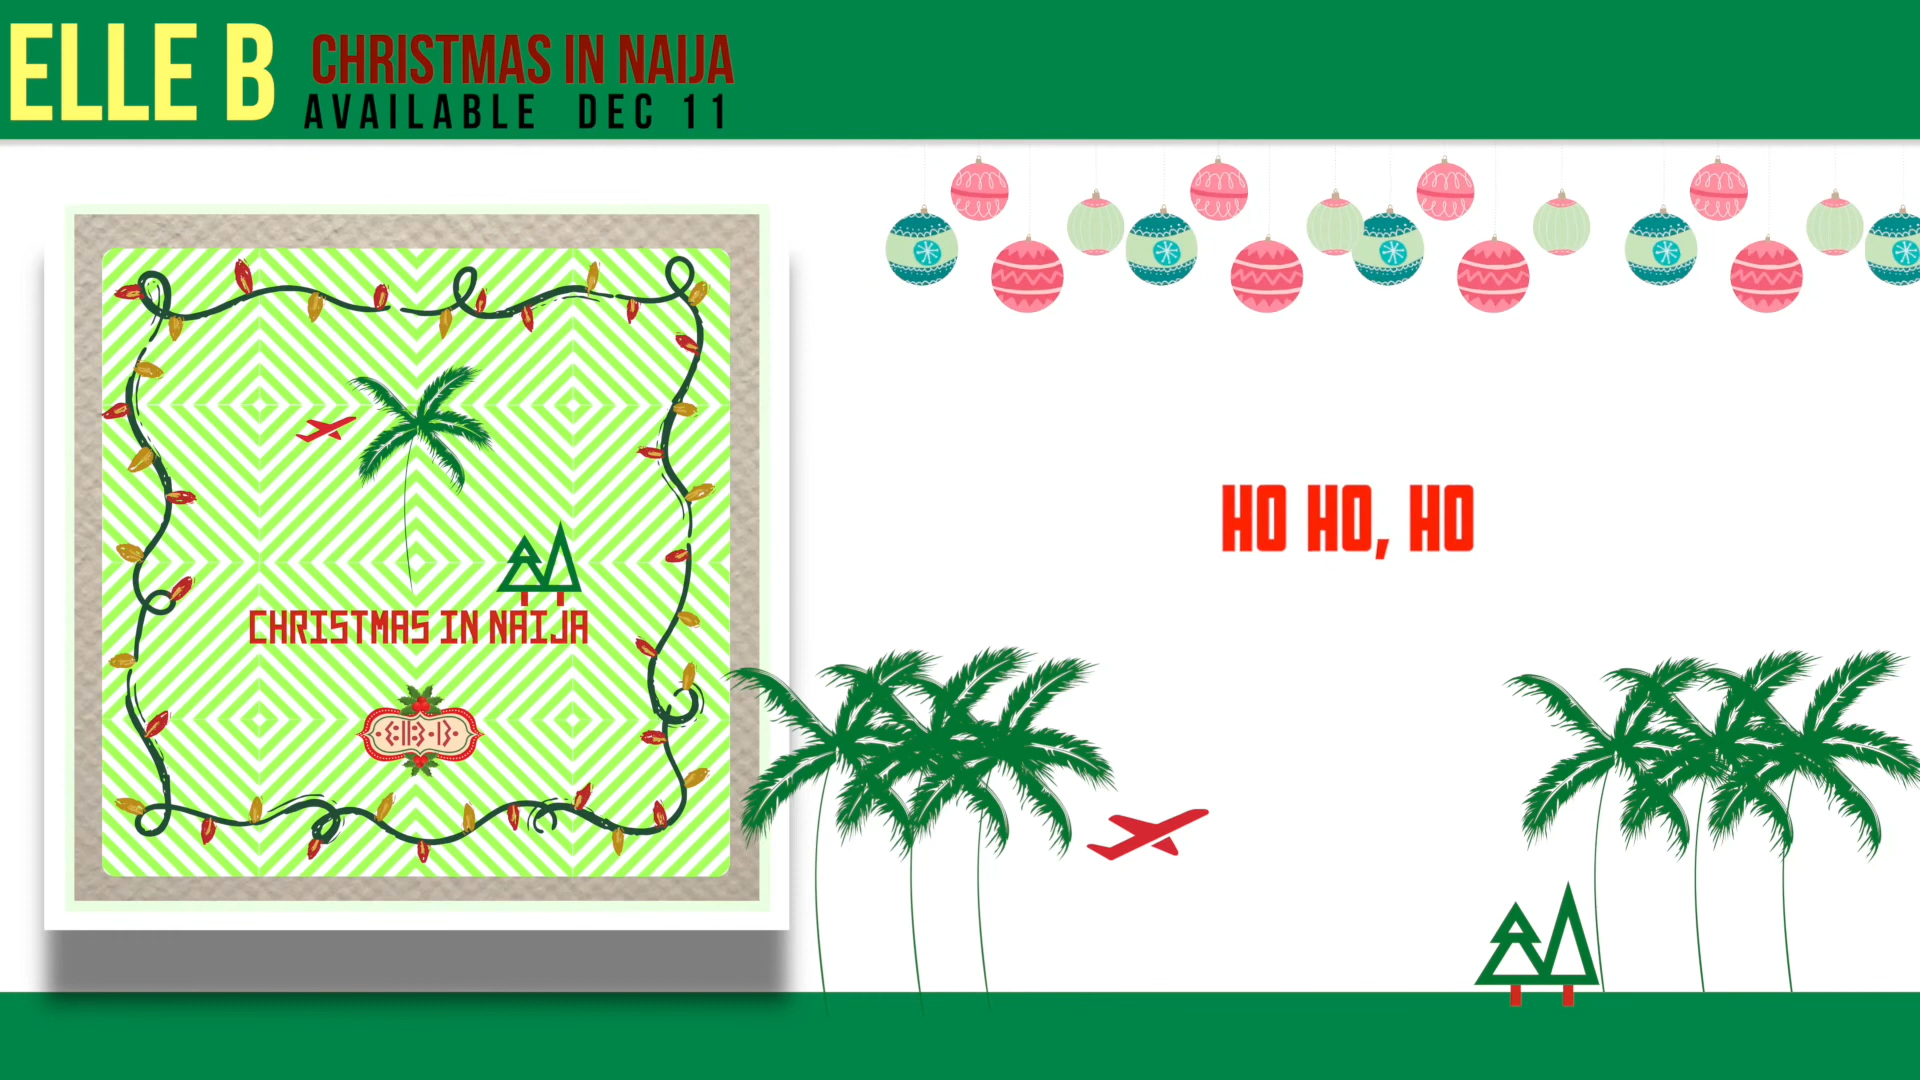 ELLE B
CHRISTMAS IN NAIJA
AVAILABLE DEC 11
HO HO, HO
CHRISTMAS IN NAIJA